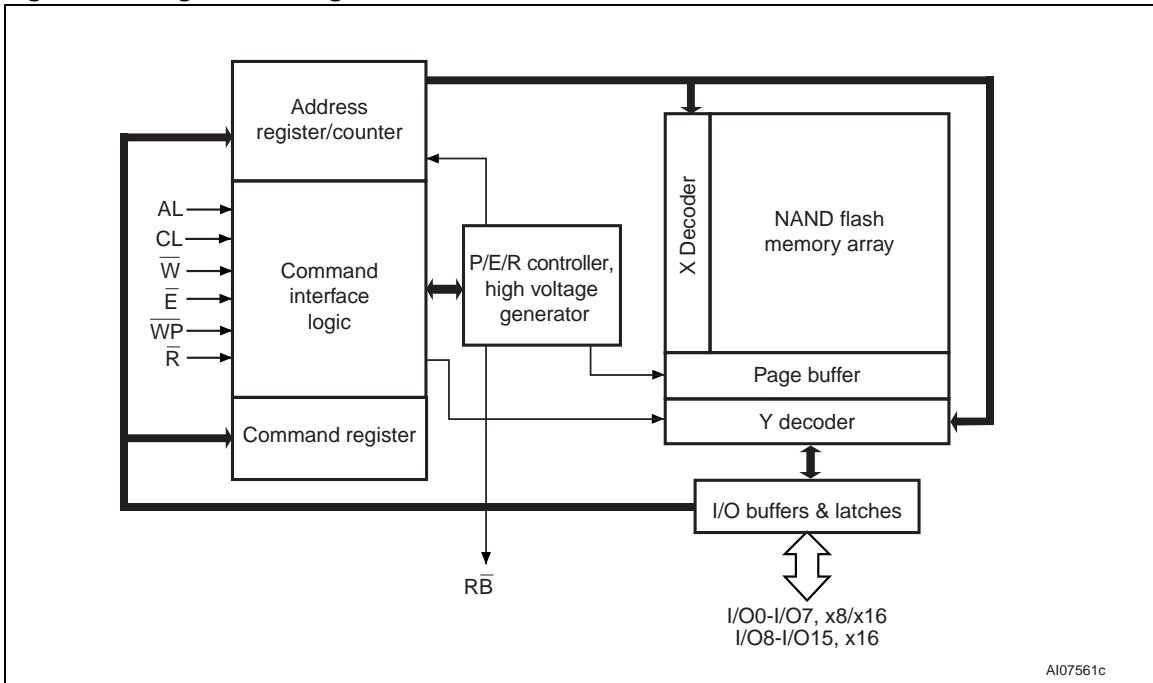 Address
register/counter
AL
CL
W̅
E̅
W̅P̅
R̅
Command
interface
logic
Command register
P/E/R controller,
high voltage
generator
RB̅
X Decoder
NAND flash
memory array
Page buffer
Y decoder
I/O buffers & latches
I/O0-I/O7, x8/x16
I/O8-I/O15, x16
AI07561c